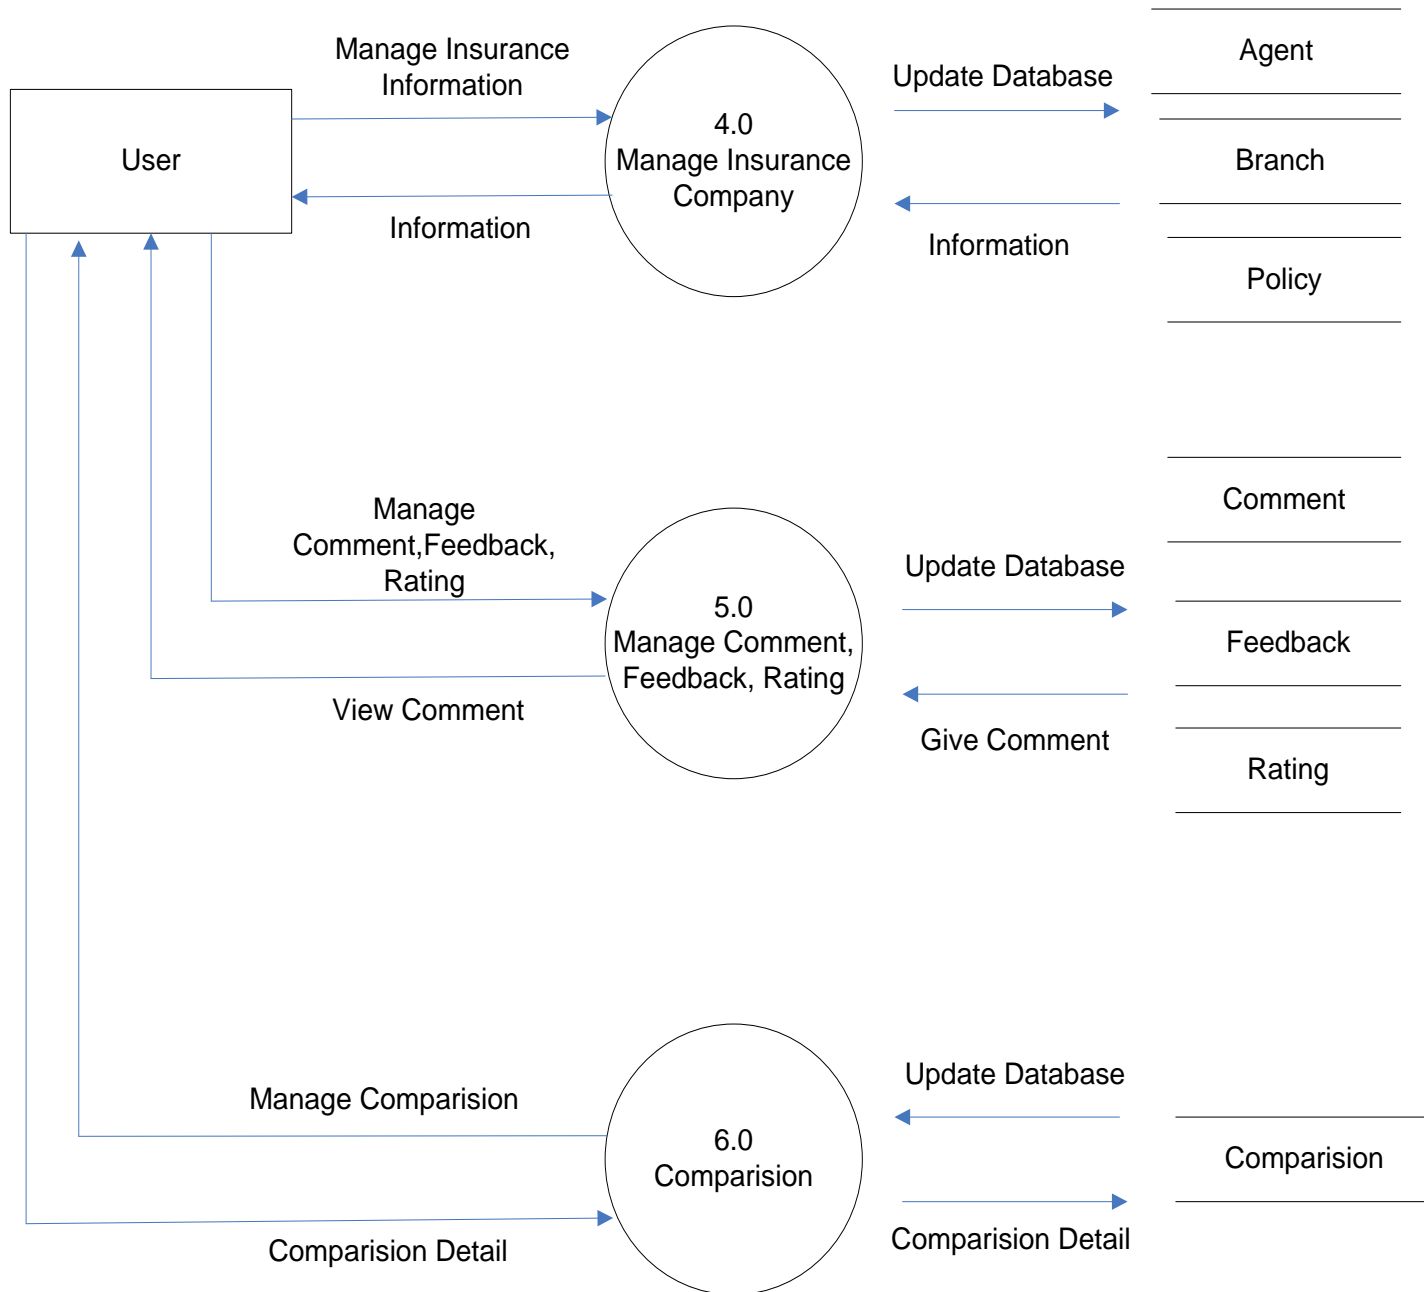 Manage Insurance
Information
User
Information
4.0
Manage Insurance
Company
Update Database
Information
Agent
Branch
Policy
Manage
Comment,Feedback,
Rating
View Comment
5.0
Manage Comment,
Feedback, Rating
Update Database
Give Comment
Comment
Feedback
Rating
Manage Comparision
Comparision Detail
6.0
Comparision
Update Database
Comparision Detail
Comparision